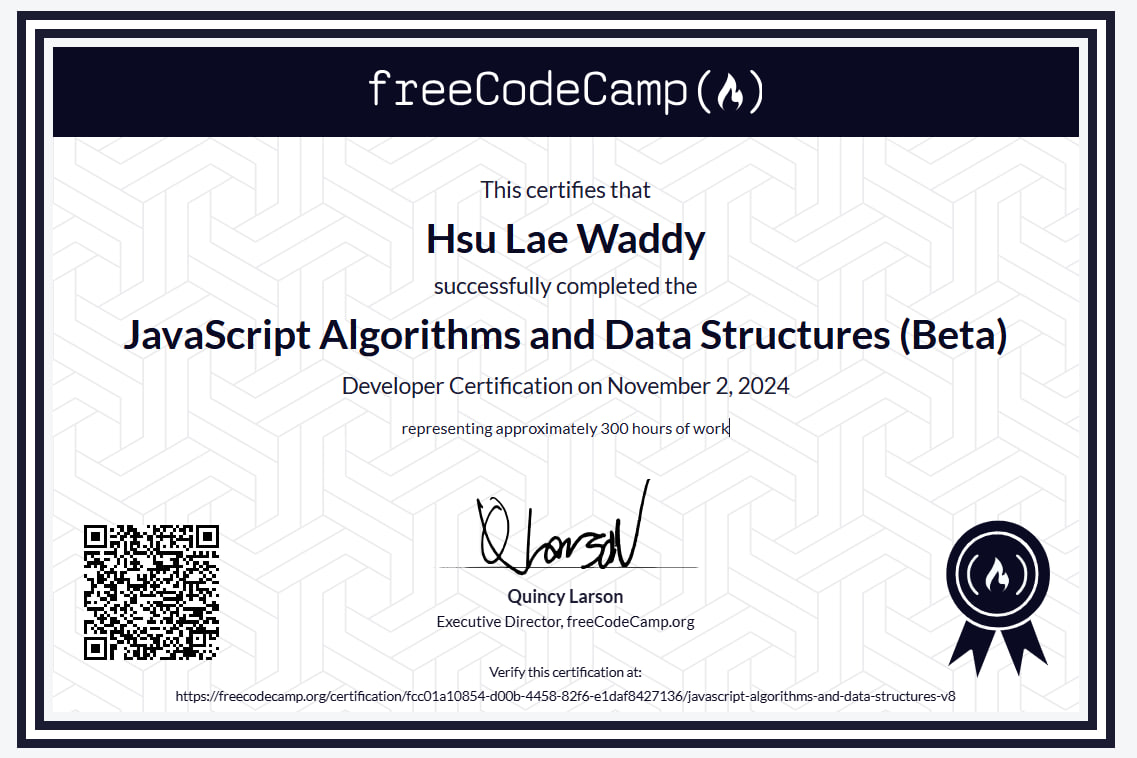 freeCodeCamp
This certifies that
Hsu Lae Waddy
successfully completed the
JavaScript Algorithms and Data Structures (Beta)
Developer Certification on November 2, 2024
representing approximately 300 hours of work
Q Larson
Quincy Larson
Executive Director, freeCodeCamp.org
Verify this certification at:
https://freecodecamp.org/certification/fcc01a10854-d00b-4458-82f6-e1daf8427136/javascript-algorithms-and-data-structures-v8